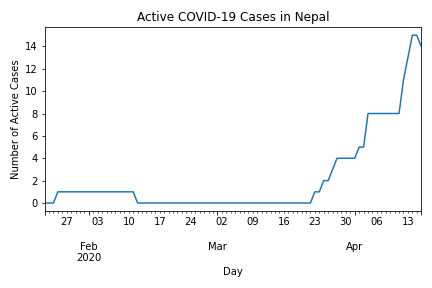 Active COVID-19 Cases in Nepal
Number of Active Cases
14
12
10
8
6
4
2
0
27 03 10 17 24 02 09 16 23 30 06 13
Feb Mar Apr
2020
Day